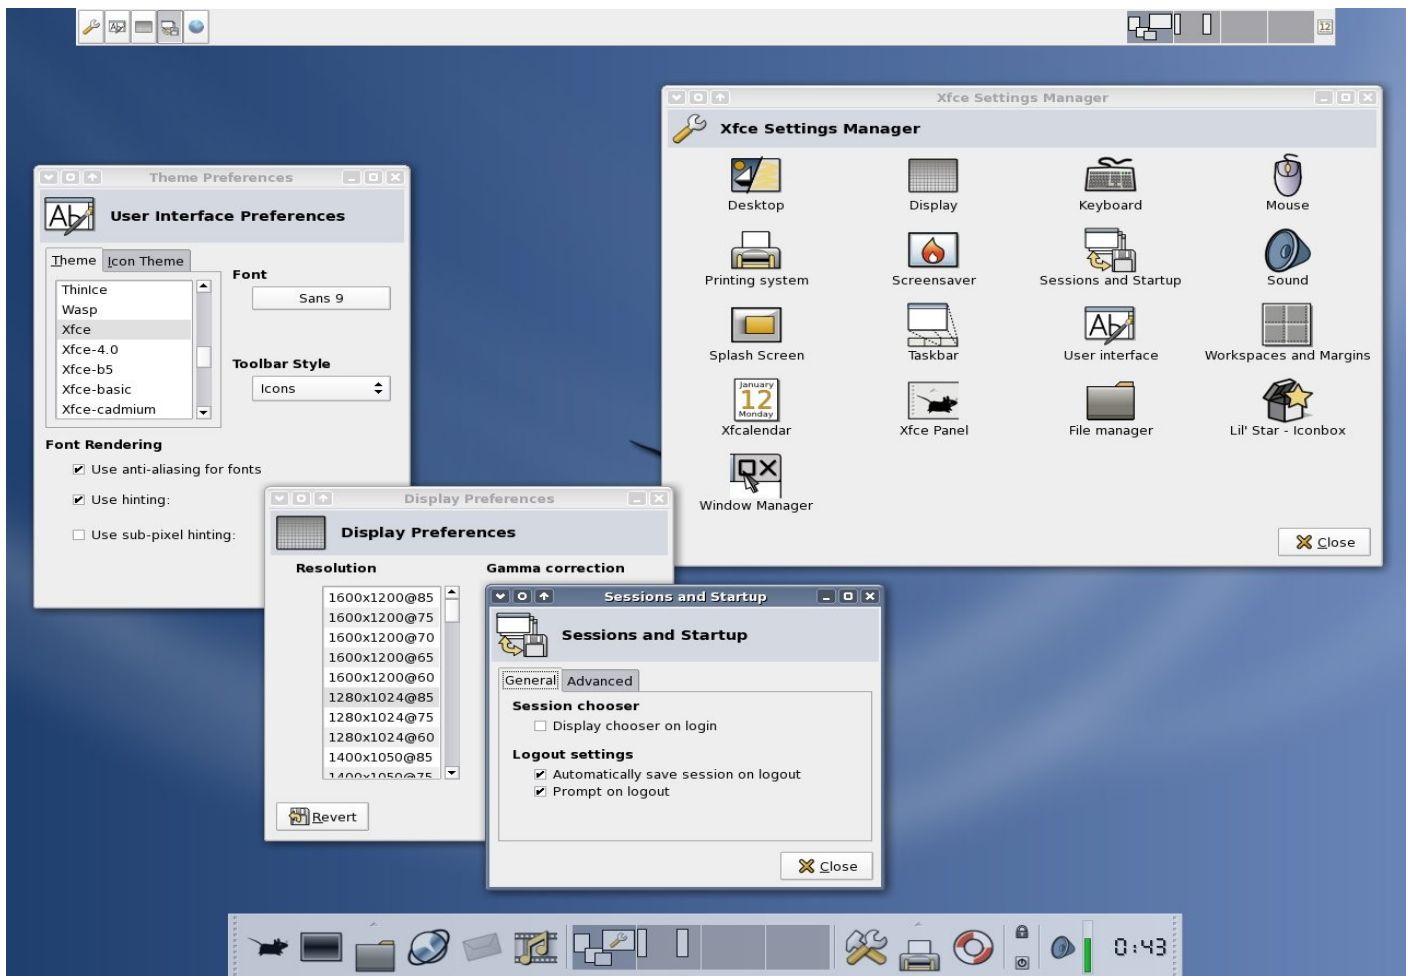 12
Xfce Settings Manager
Xfce Settings Manager
Desktop
Display
Keyboard
Mouse
Printing system
Screensaver
Sessions and Startup
Sound
Splash Screen
Taskbar
User interface
Workspaces and Margins
January
12
Monday
Xfcalendar
Xfce Panel
File manager
Lil' Star - Iconbox
Window Manager
Close
Theme Preferences
User Interface Preferences
Theme
Icon Theme
ThinIce
Wasp
Xfce
Xfce-4.0
Xfce-b5
Xfce-basic
Xfce-cadmium
Font
Sans 9
Toolbar Style
Icons
Font Rendering
Use anti-aliasing for fonts
Use hinting:
Use sub-pixel hinting:
Display Preferences
Display Preferences
Resolution
1600x1200@85
1600x1200@75
1600x1200@70
1600x1200@65
1600x1200@60
1280x1024@85
1280x1024@75
1280x1024@60
1400x1050@85
1400x1050@75
Gamma correction
Revert
Sessions and Startup
Sessions and Startup
General
Advanced
Session chooser
Display chooser on login
Logout settings
Automatically save session on logout
Prompt on logout
Close
0:43